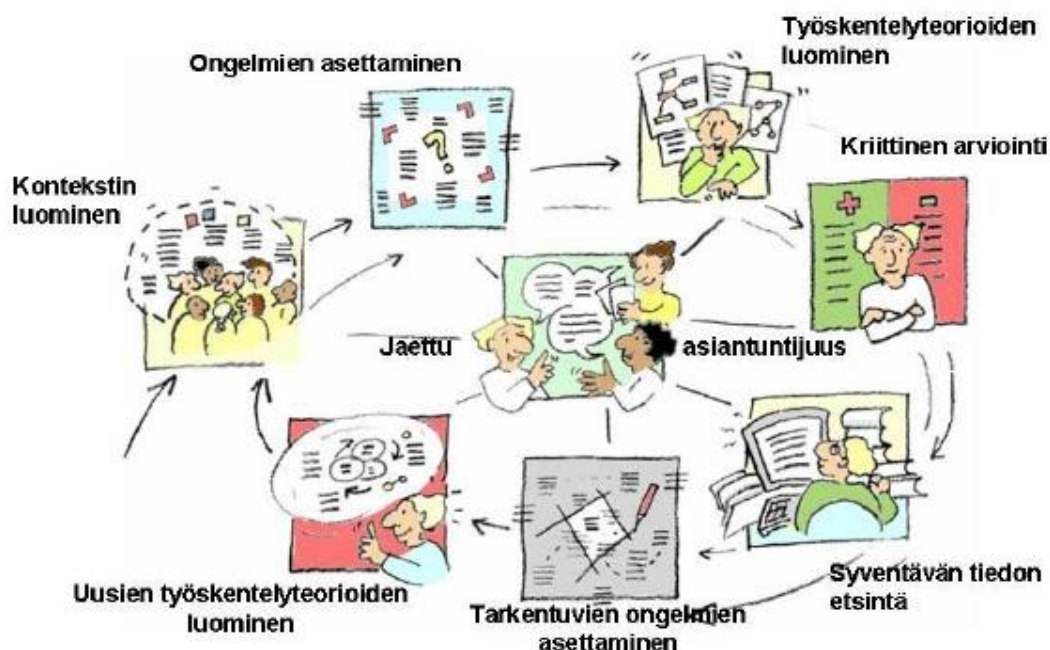 Työskentelyteorioiden
luominen
Ongelmien asettaminen
Kriittinen arviointi
Kontekstin
luominen
Jaettu asiantuntijuus
Syventävän tiedon
etsintä
Uusien työskentelyteorioiden
luominen
Tarkentuvien ongelmien
asettaminen